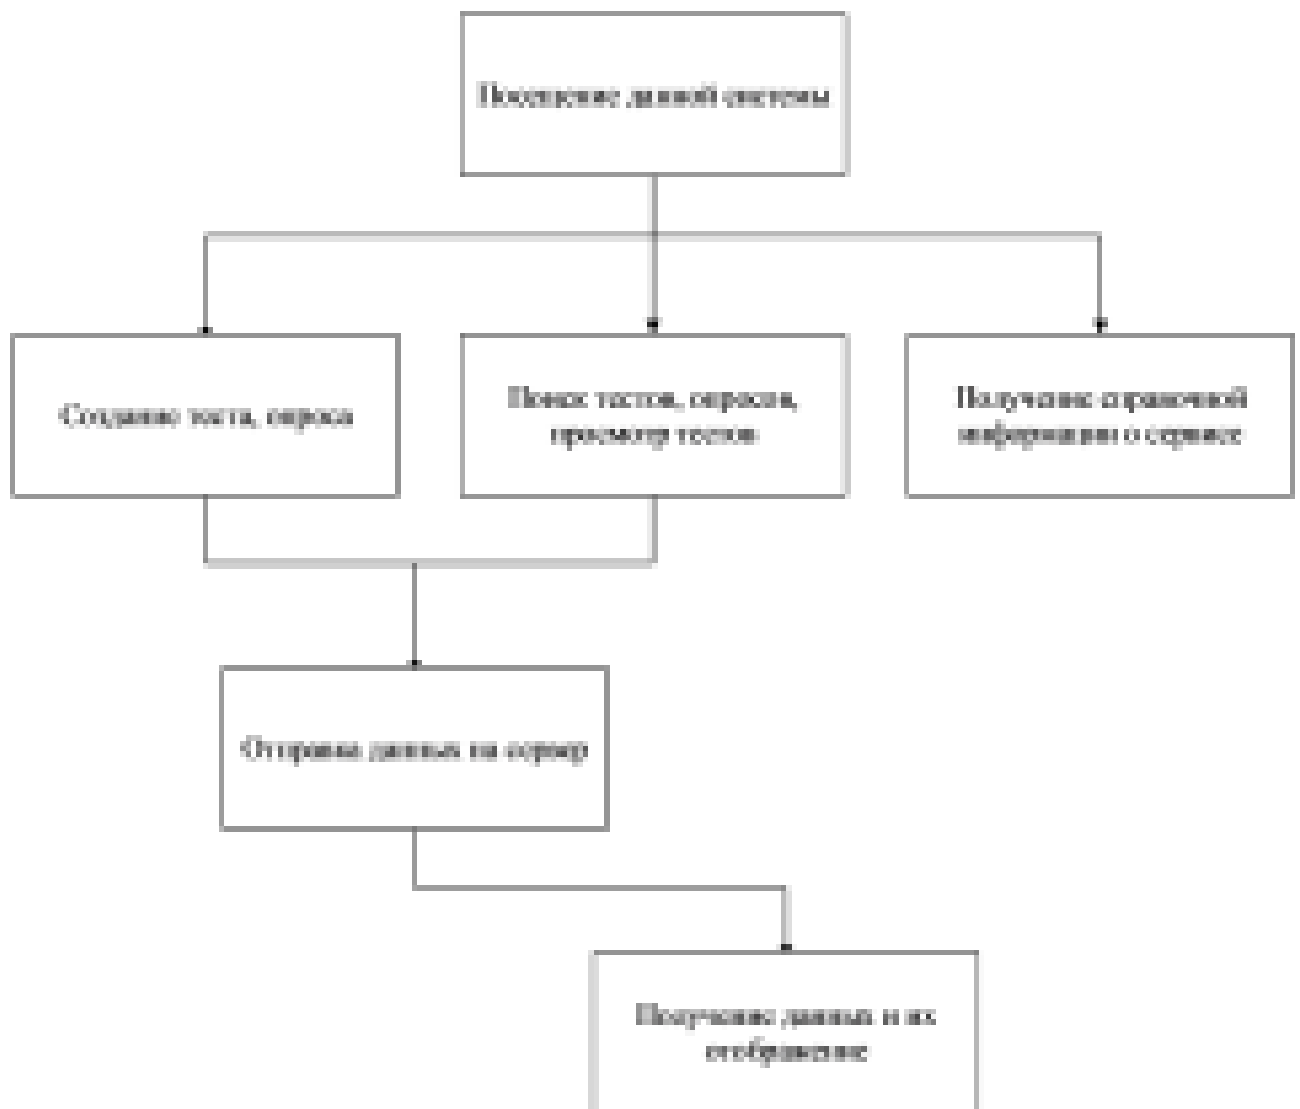 Посещение данной системы
Создание теста, опроса
Поиск тестов, опросов,
просмотр тестов
Получение справочной
информации о сервисе
Отправка данных на сервер
Получение данных и их
отображение